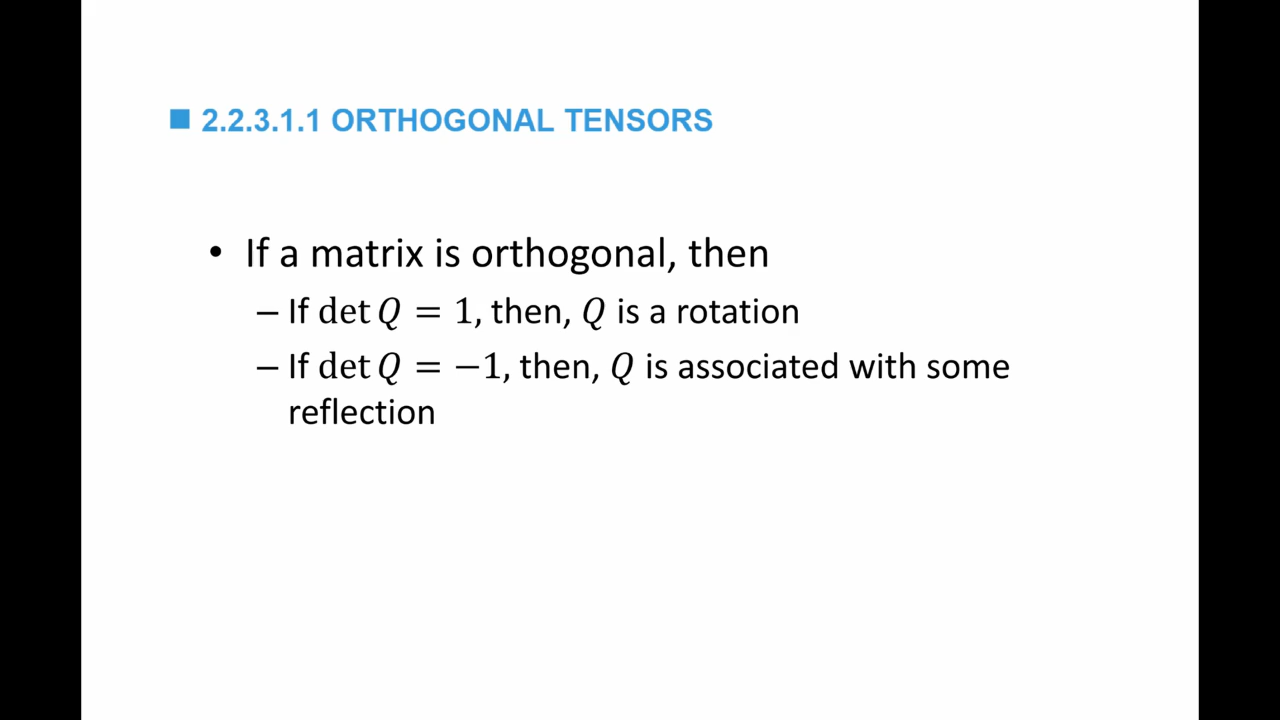 ■ 2.2.3.1.1 ORTHOGONAL TENSORS
• If a matrix is orthogonal, then
– If det Q = 1, then, Q is a rotation
– If det Q = −1, then, Q is associated with some
reflection